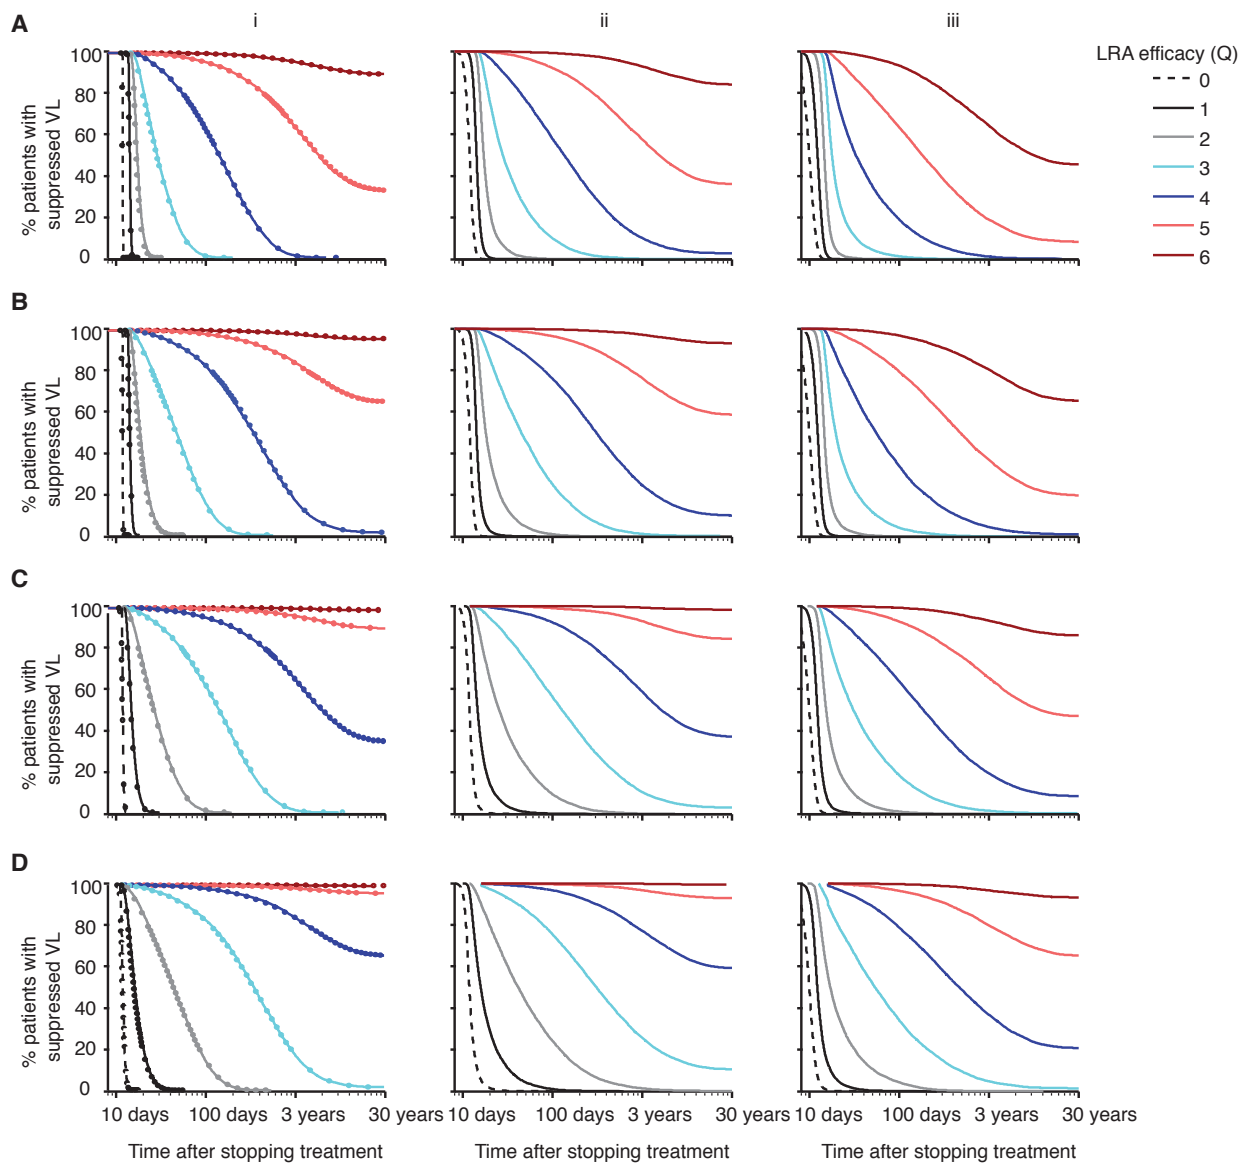 A
i
ii
iii
LRA efficacy (Q)
0
1
2
3
4
5
6
% patients with
suppressed VL
100
80
60
40
20
0
B
% patients with
suppressed VL
100
80
60
40
20
0
C
% patients with
suppressed VL
100
80
60
40
20
0
D
% patients with
suppressed VL
100
80
60
40
20
0
10 days 100 days 3 years 30 years
10 days 100 days 3 years 30 years
10 days 100 days 3 years 30 years
Time after stopping treatment
Time after stopping treatment
Time after stopping treatment